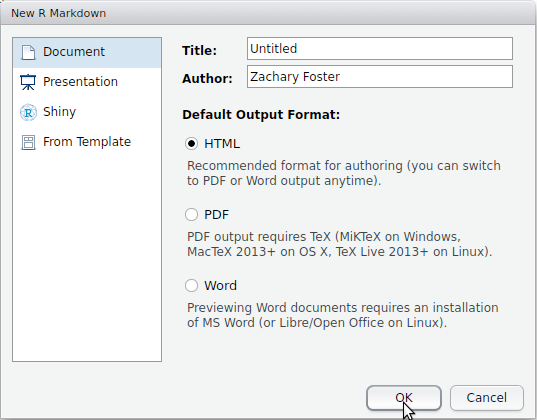 New R Markdown
Document
Presentation
Shiny
From Template
Title: Untitled
Author: Zachary Foster
Default Output Format:
HTML
Recommended format for authoring (you can switch
to PDF or Word output anytime).
PDF
PDF output requires TeX (MiKTeX on Windows,
MacTeX 2013+ on OS X, TeX Live 2013+ on Linux).
Word
Previewing Word documents requires an installation
of MS Word (or Libre/Open Office on Linux).
OK Cancel